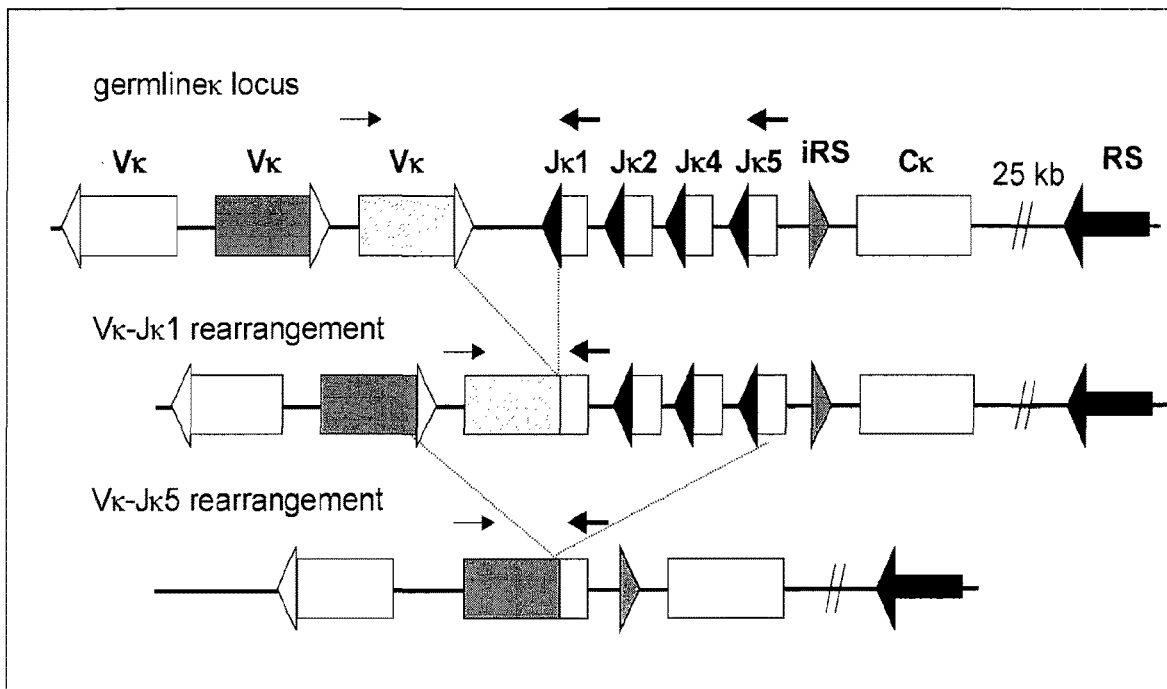 germlineκ locus
Vκ Vκ Vκ Jκ1 Jκ2 Jκ4 Jκ5 iRS Cκ 25 kb RS
Vκ-Jκ1 rearrangement
Vκ-Jκ5 rearrangement